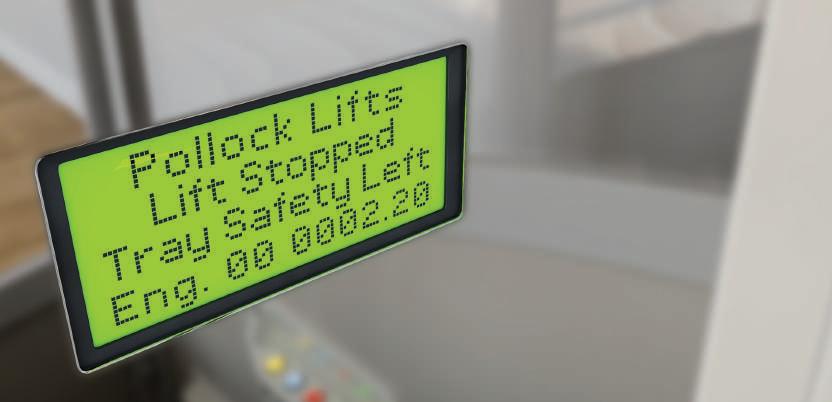 Pollock Lifts
Lift Stopped
Tray Safety Left
Eng. 00 0002.20